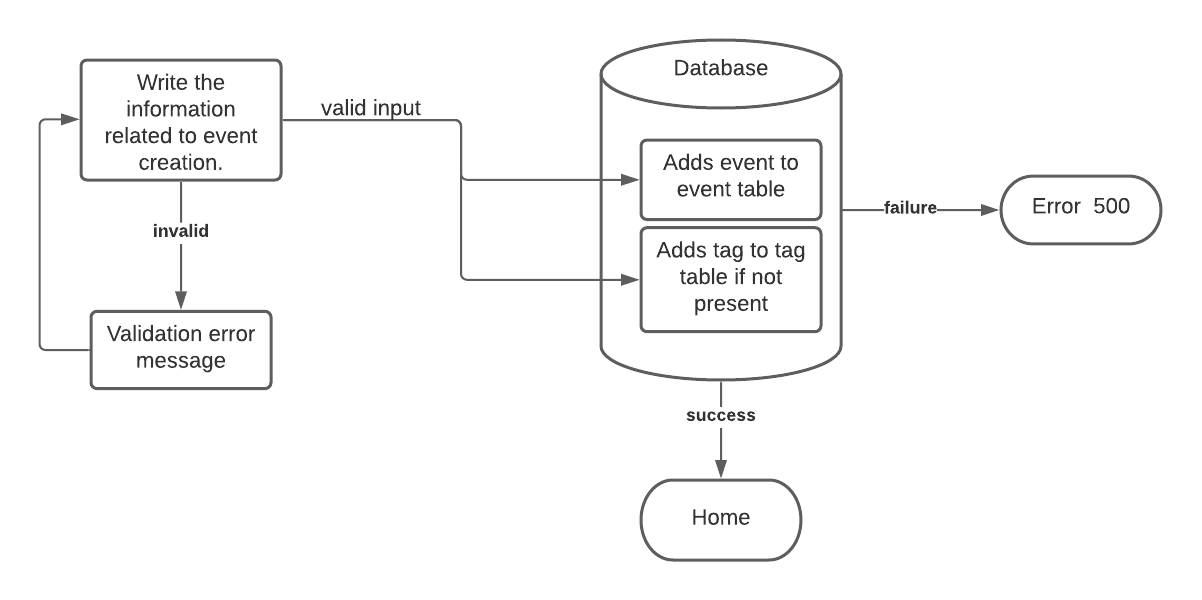 Write the
information
related to event
creation.
valid input
invalid
Validation error
message
Database
Adds event to
event table
Adds tag to tag
table if not
present
failure
Error  500
success
Home